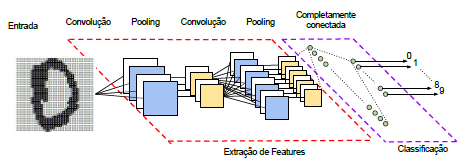 Entrada
Convolução
Pooling
Convolução
Pooling
Completamente
conectada
0
1
8
9
Extração de Features
Classificação